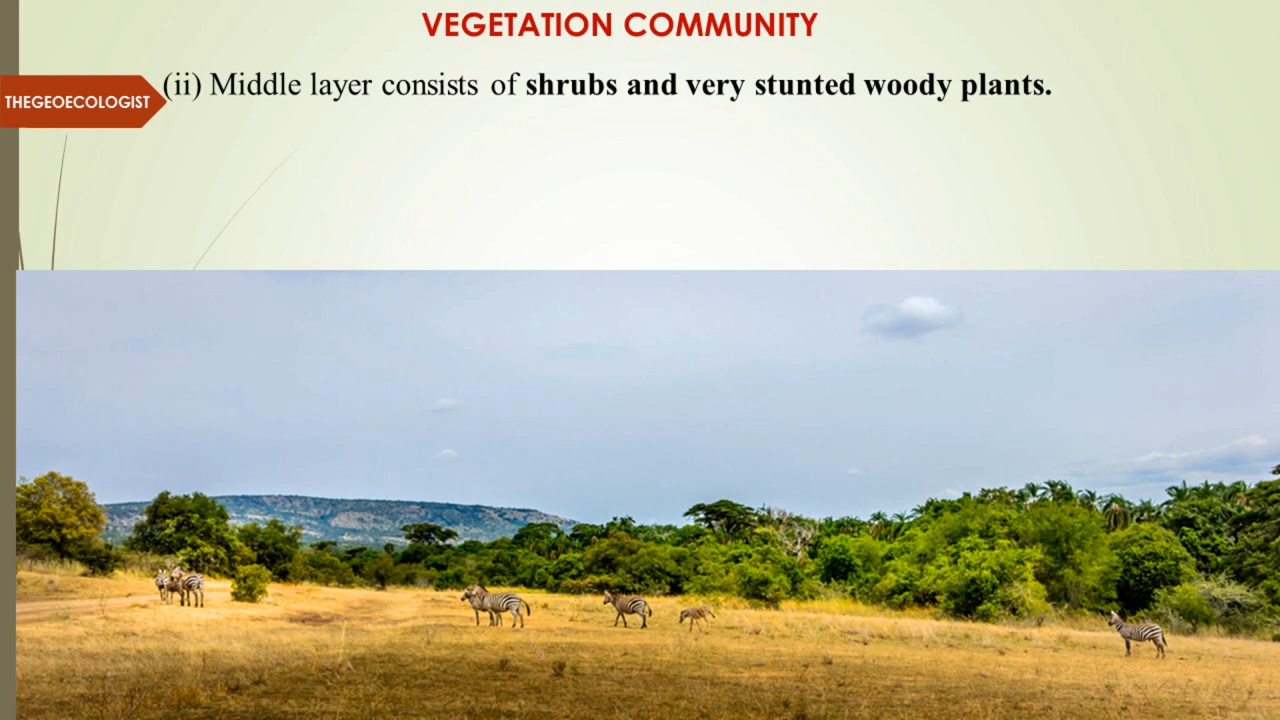 VEGETATION COMMUNITY
(ii) Middle layer consists of shrubs and very stunted woody plants.
THEGEOECOLOGIST